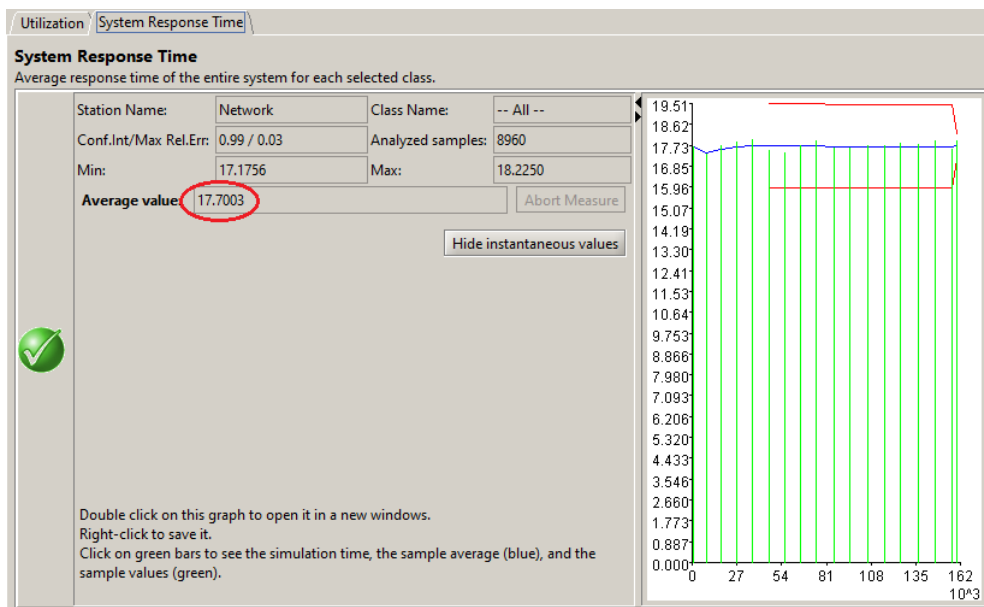 Utilization System Response Time
System Response Time
Average response time of the entire system for each selected class.
Station Name: Network Class Name: -- All --
Conf.Int/Max Rel.Err: 0.99 / 0.03 Analyzed samples: 8960
Min: 17.1756 Max: 18.2250
Average value: 17.7003 Abort Measure
Hide instantaneous values
Double click on this graph to open it in a new windows.
Right-click to save it.
Click on green bars to see the simulation time, the sample average (blue), and the
sample values (green).
19.51
18.62
17.73
16.85
15.96
15.07
14.19
13.30
12.41
11.53
10.64
9.753
8.866
7.980
7.093
6.206
5.320
4.433
3.546
2.660
1.773
0.887
0.000
0 27 54 81 108 135 162
10^3